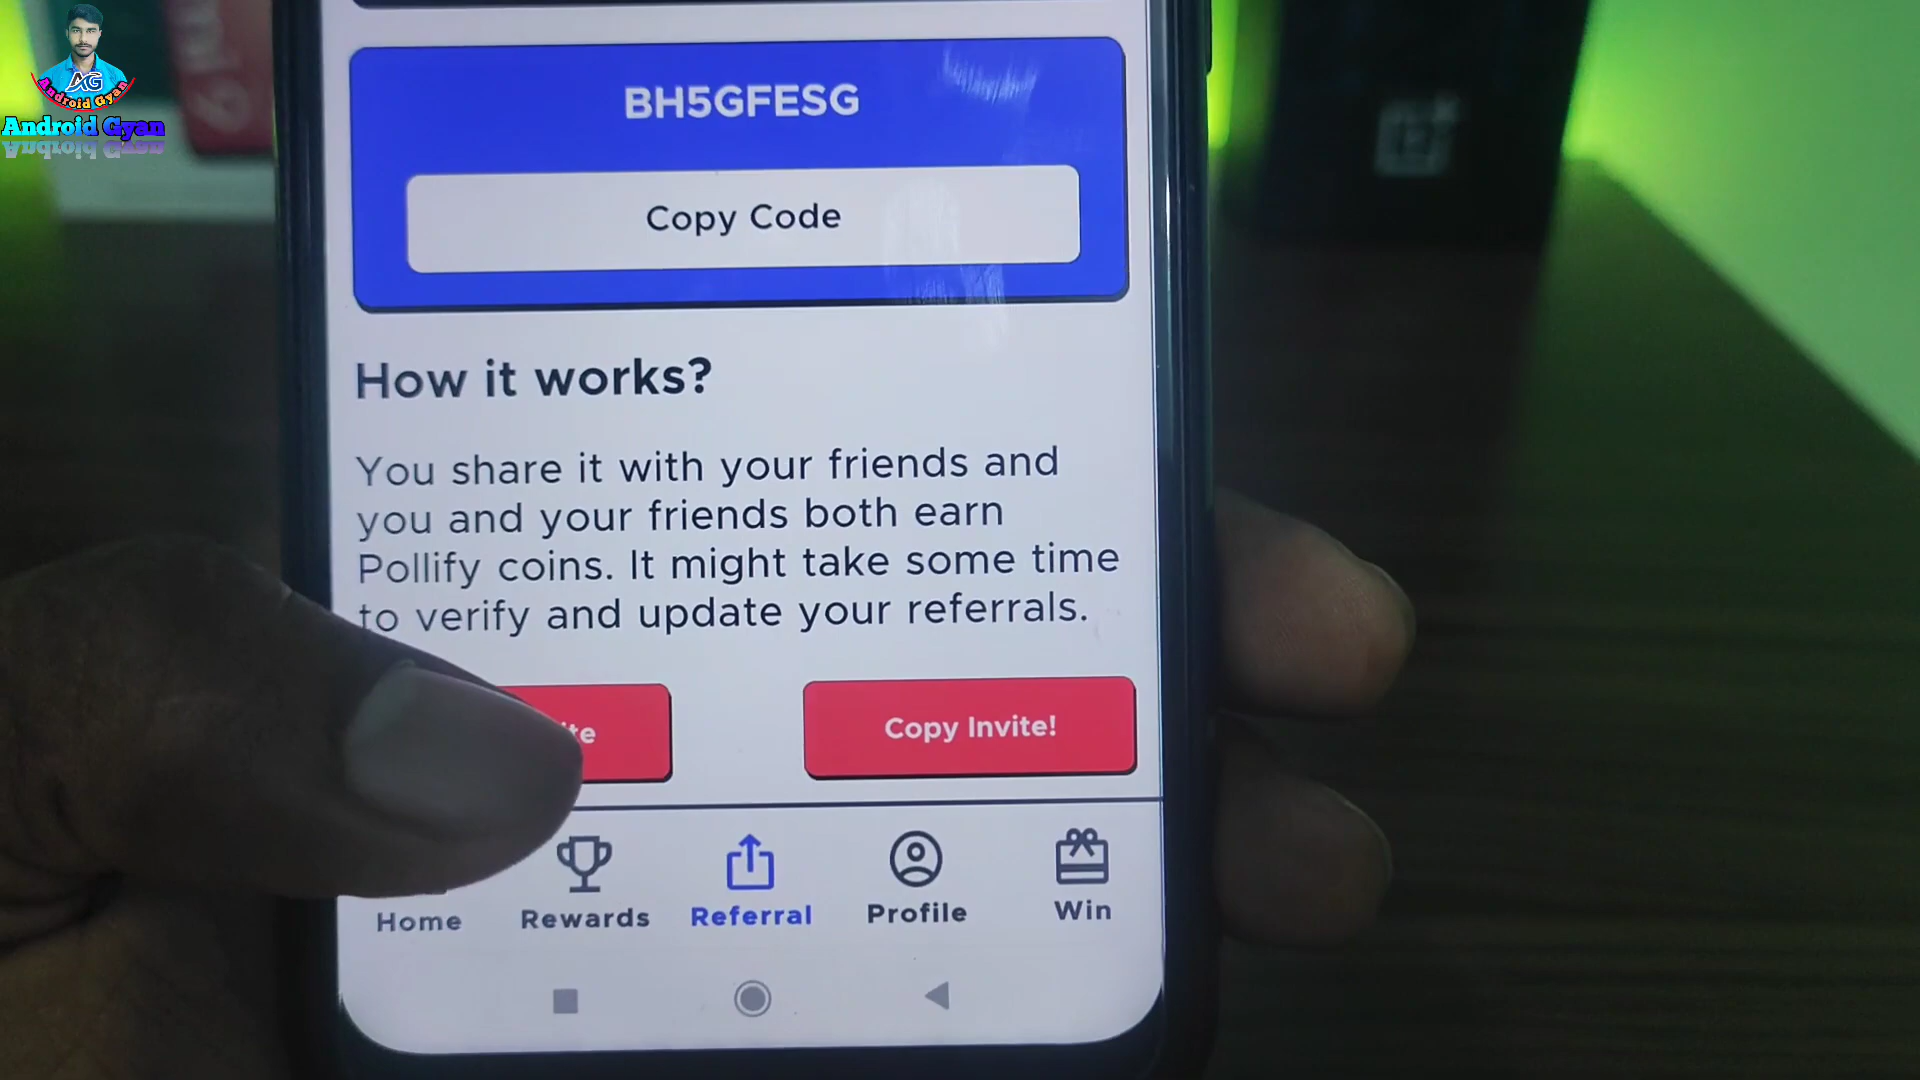 Android Gyan
Android Gyan
BH5GFESG
Copy Code
How it works?
You share it with your friends and
you and your friends both earn
Pollify coins. It might take some time
to verify and update your referrals.
Copy Invite!
Home
Rewards
Referral
Profile
Win